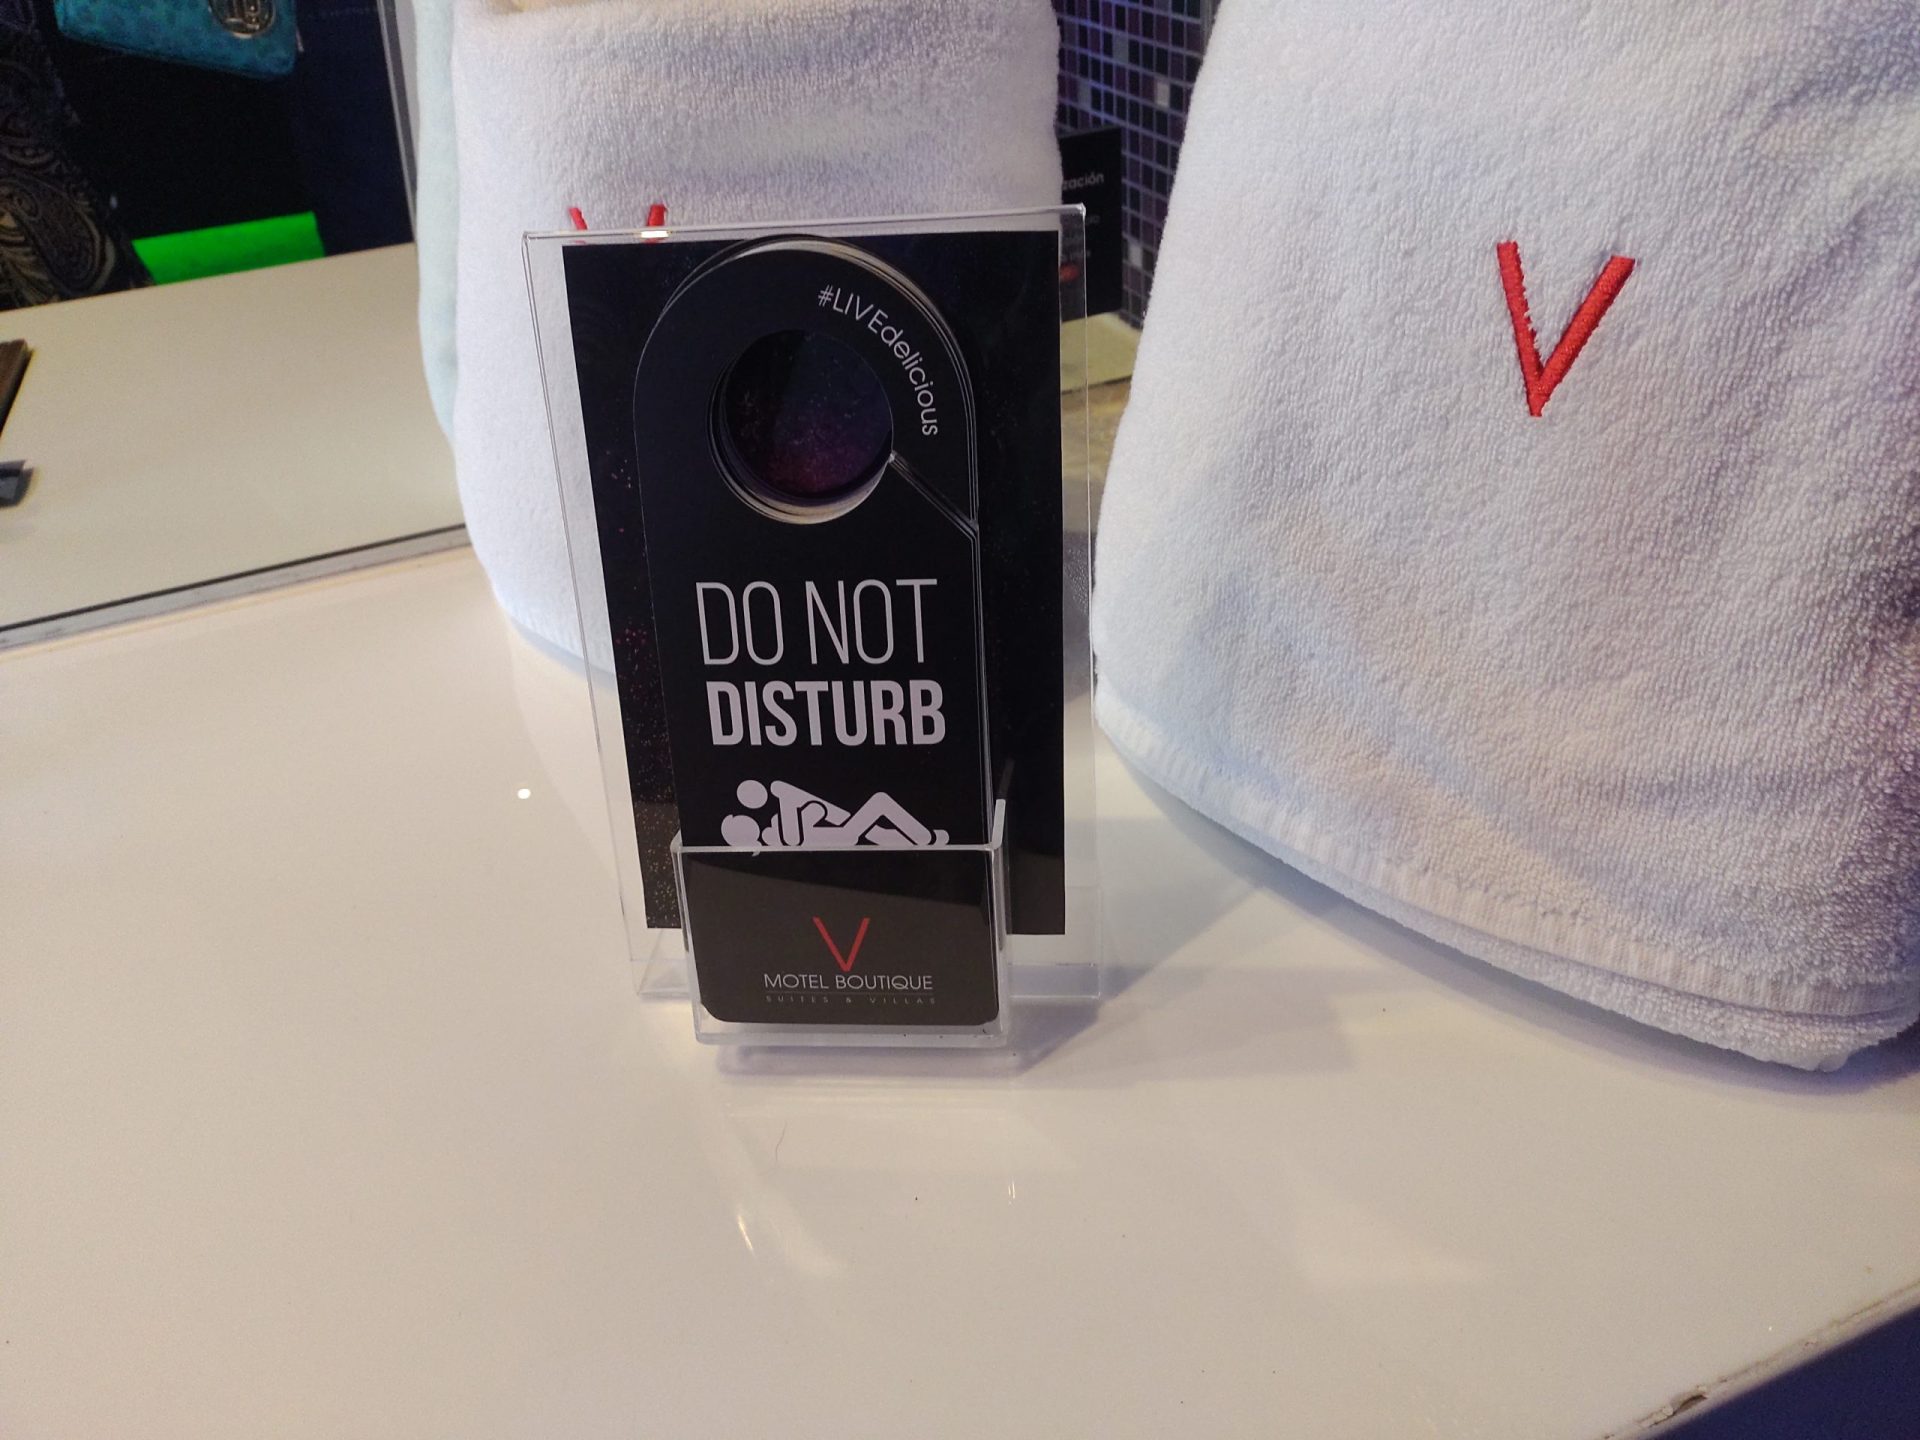 #LIVEdelicious
DO NOT
DISTURB
V
MOTEL BOUTIQUE
SUITES & VILLAS
V
V